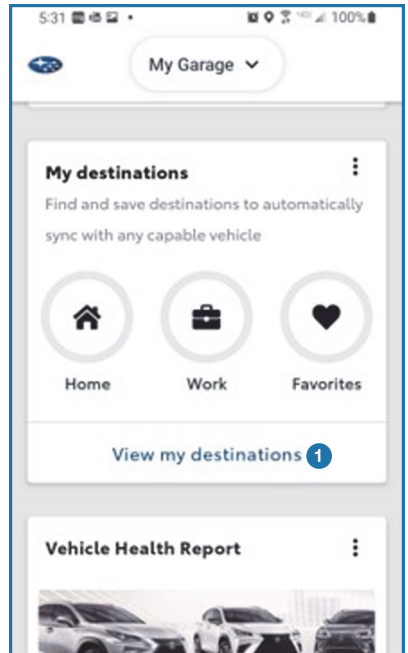 5:31 100%
My Garage
My destinations
Find and save destinations to automatically
sync with any capable vehicle
Home Work Favorites
View my destinations 1
Vehicle Health Report